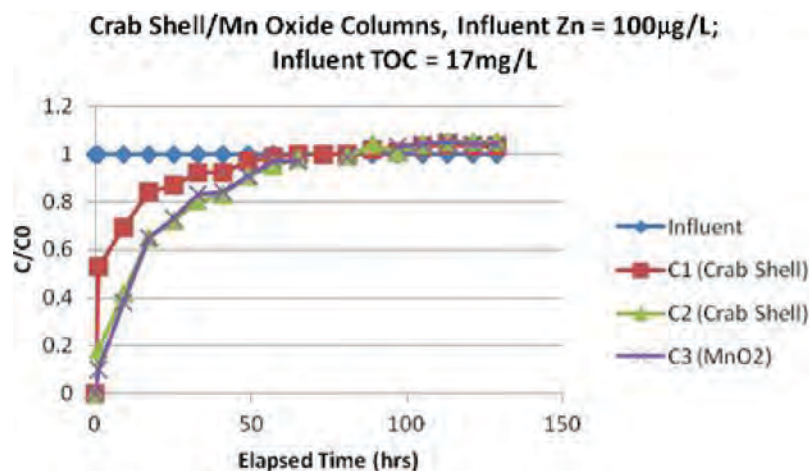 Crab Shell/Mn Oxide Columns, Influent Zn = 100μg/L;
Influent TOC = 17mg/L
1.2
1
0.8
0.6
0.4
0.2
0
C/C0
0 50 100 150
Elapsed Time (hrs)
Influent
C1 (Crab Shell)
C2 (Crab Shell)
C3 (MnO2)